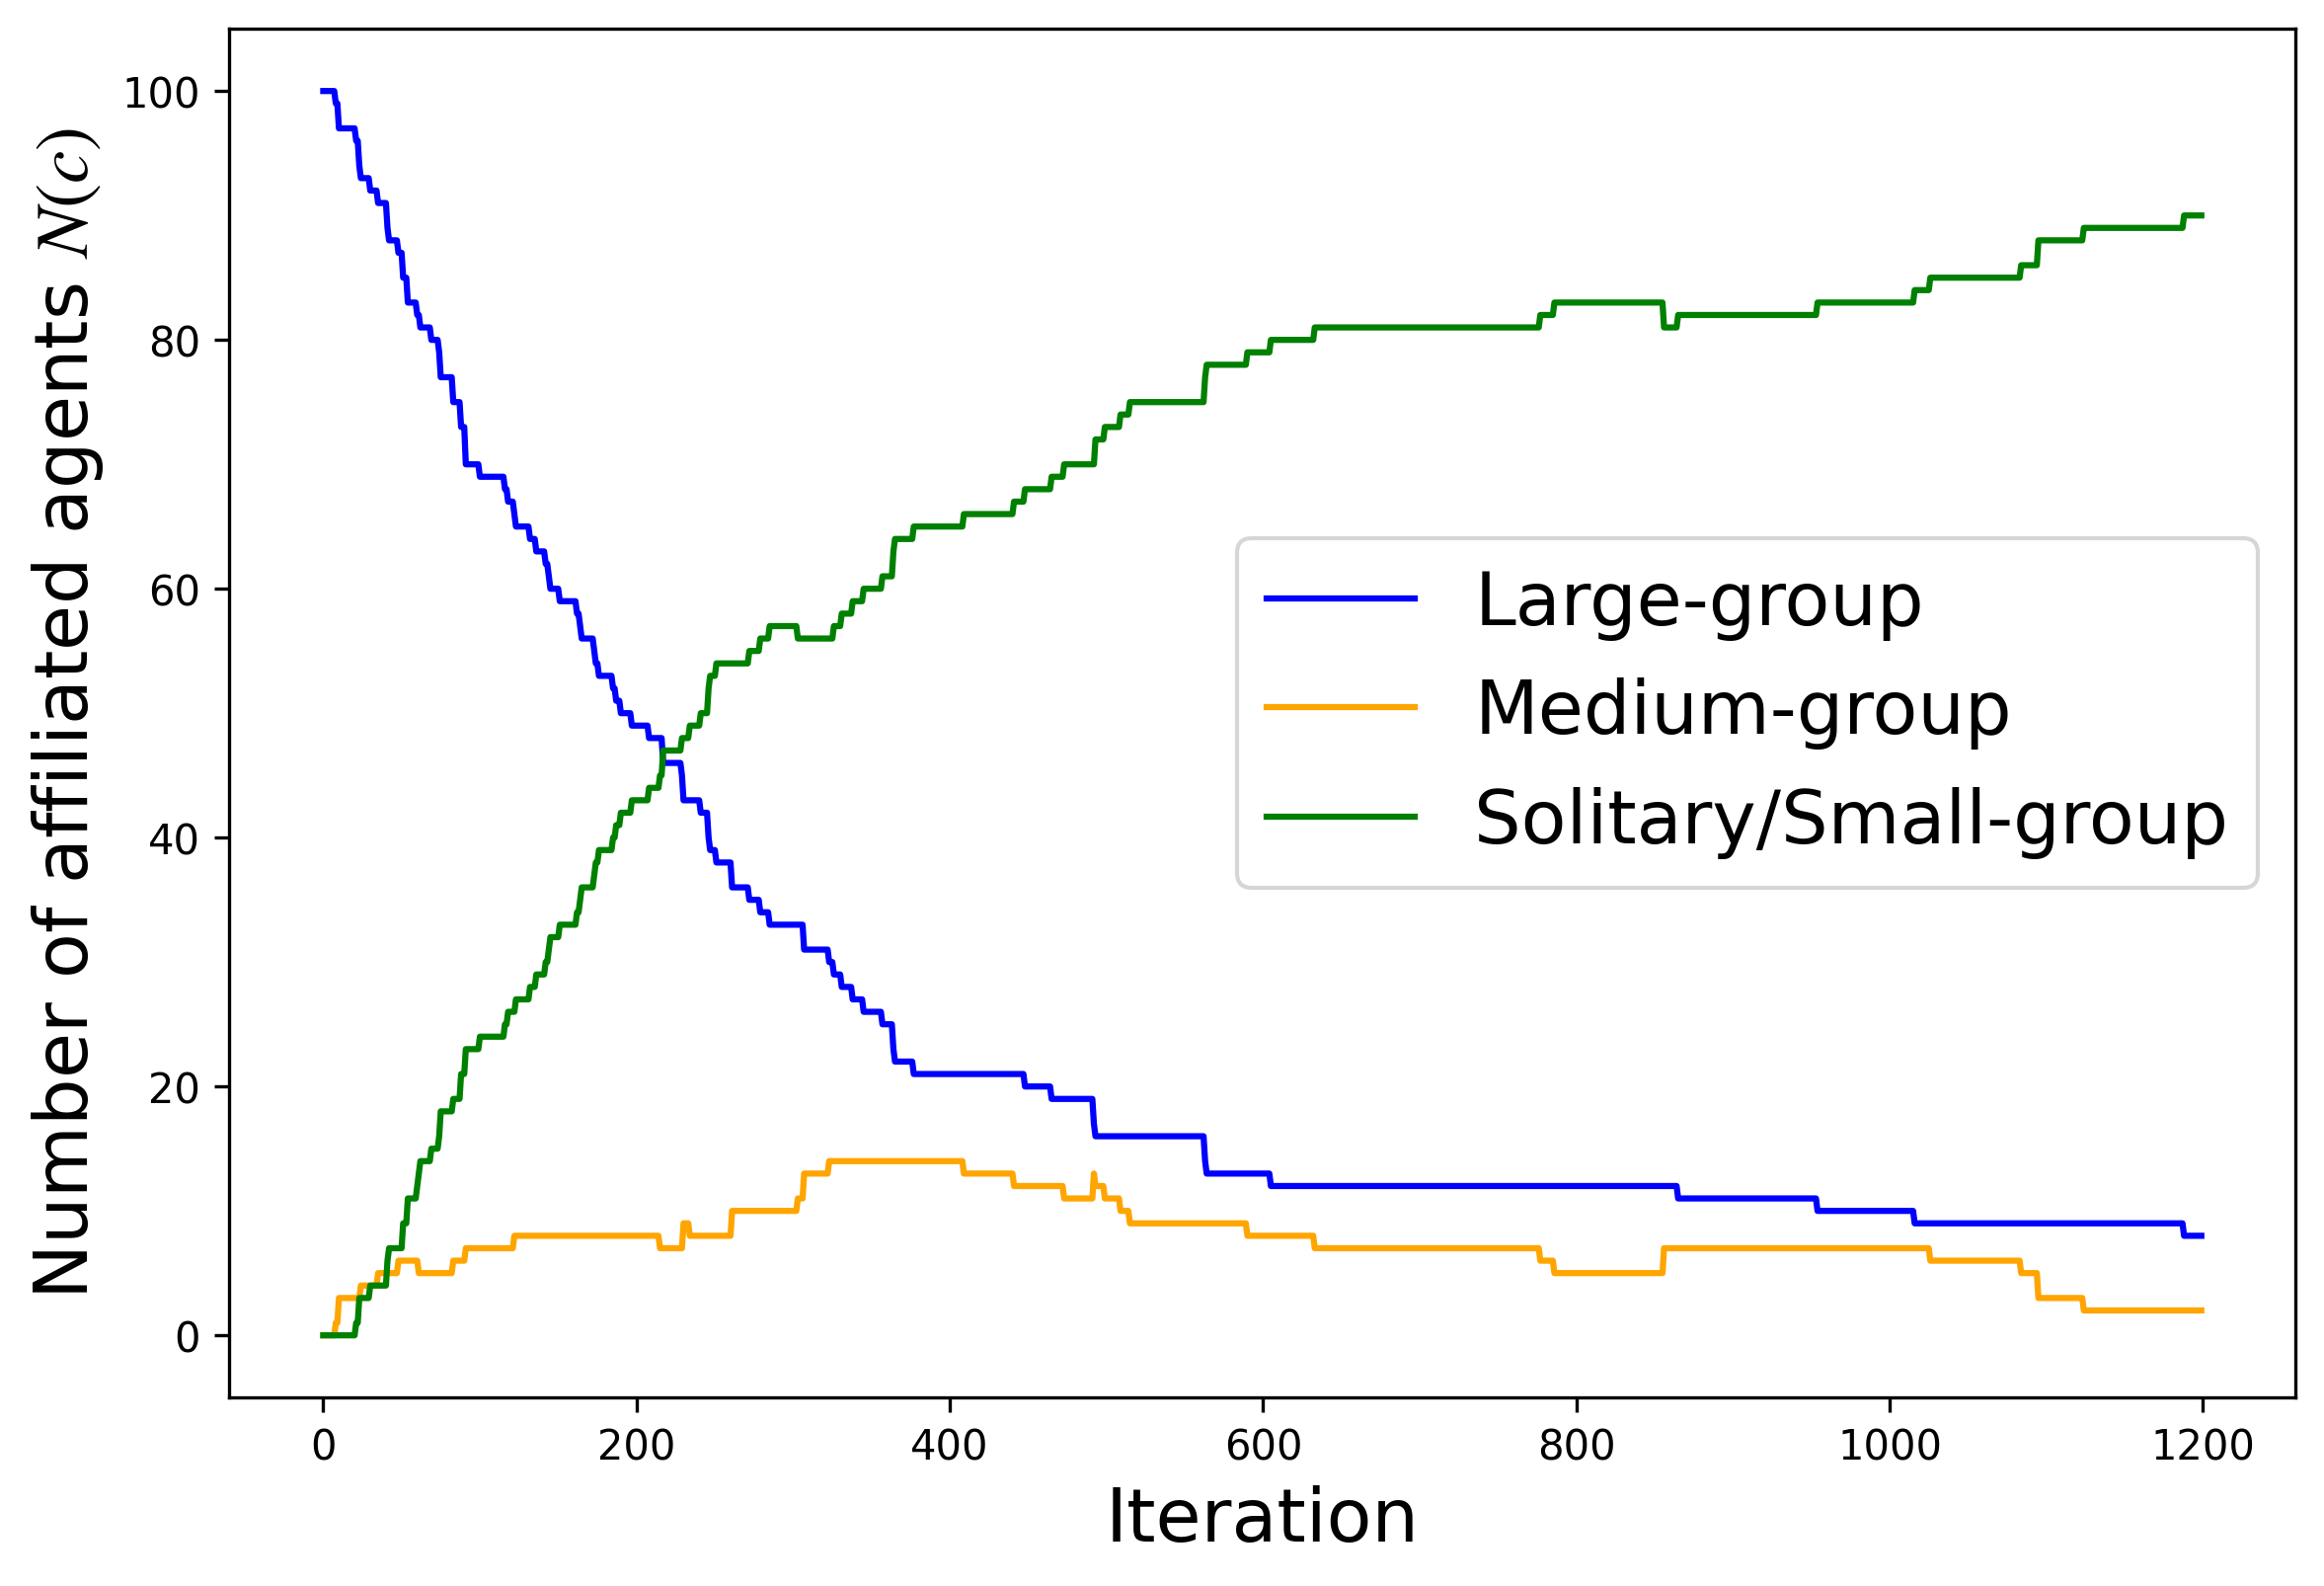 Number of affiliated agents N(c)
100
80
60
40
20
0
Large-group
Medium-group
Solitary/Small-group
0 200 400 600 800 1000 1200
Iteration